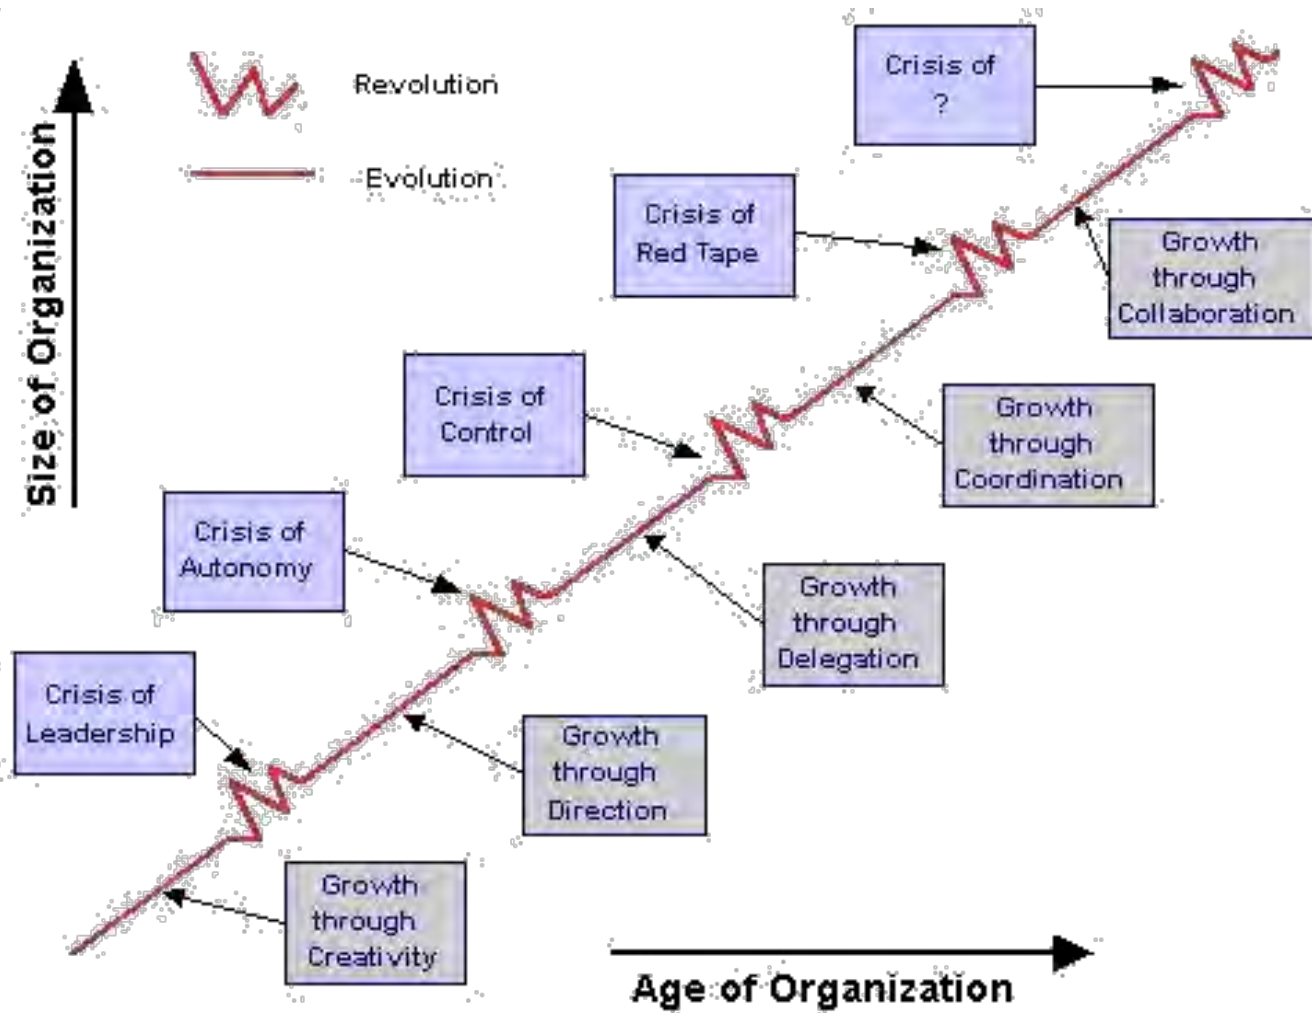 Revolution
Evolution
Size of Organization
Crisis of
?
Crisis of
Red Tape
Growth
through
Collaboration
Crisis of
Control
Growth
through
Coordination
Crisis of
Autonomy
Growth
through
Delegation
Crisis of
Leadership
Growth
through
Direction
Growth
through
Creativity
Age of Organization